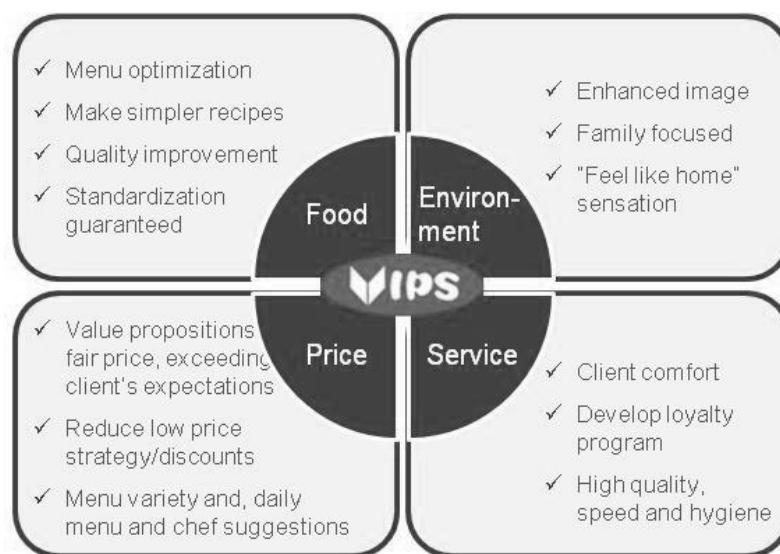 Menu optimization
Make simpler recipes
Quality improvement
Standardization
guaranteed
Food
Enhanced image
Family focused
"Feel like home"
sensation
Environ-
ment
VIPS
Value propositions
fair price, exceeding
client's expectations
Reduce low price
strategy/discounts
Menu variety and, daily
menu and chef suggestions
Price
Service
Client comfort
Develop loyalty
program
High quality,
speed and hygiene